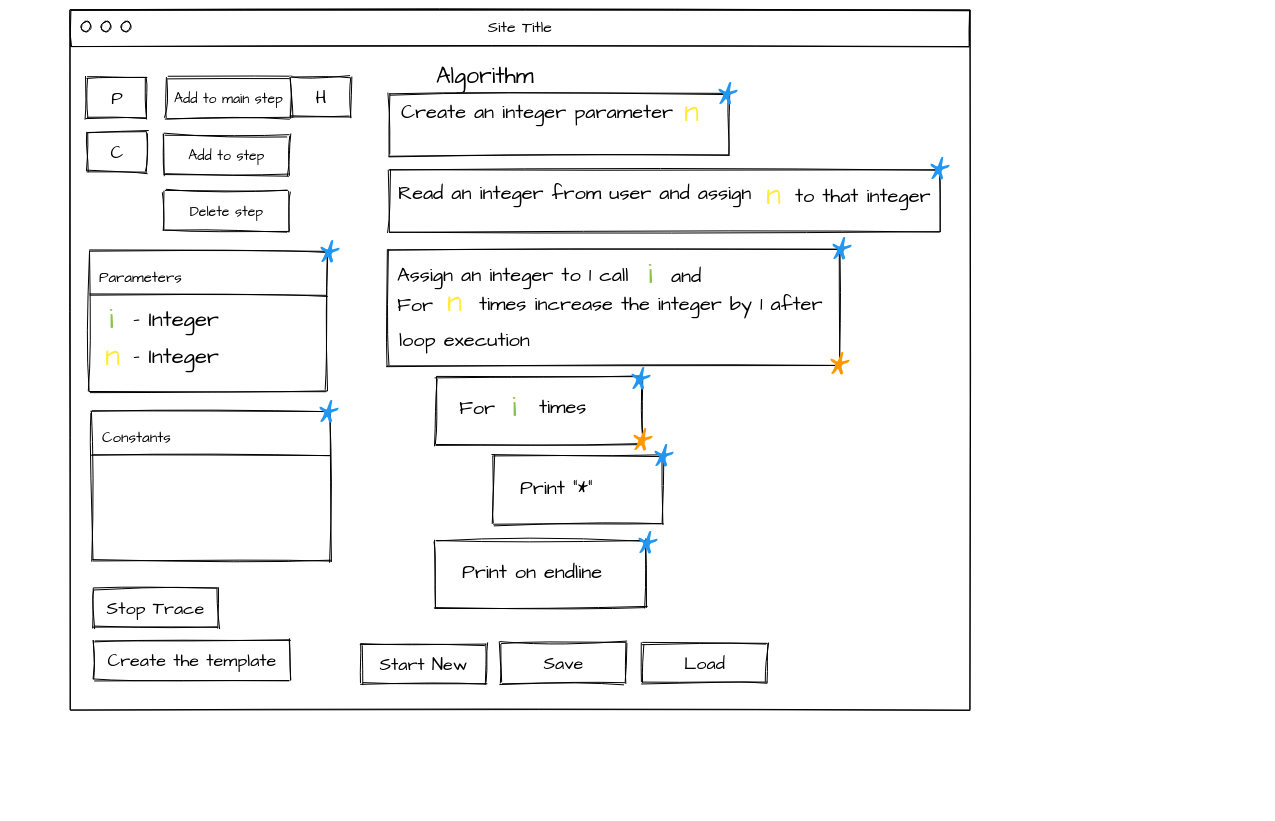 Site Title
P
Add to main step
H
C
Add to step
Delete step
Parameters
i - Integer
n - Integer
Constants
Stop Trace
Create the template
Algorithm
Create an integer parameter n
Read an integer from user and assign n to that integer
Assign an integer to 1 call i and
For n times increase the integer by 1 after
loop execution
For i times
Print "*"
Print on endline
Start New
Save
Load